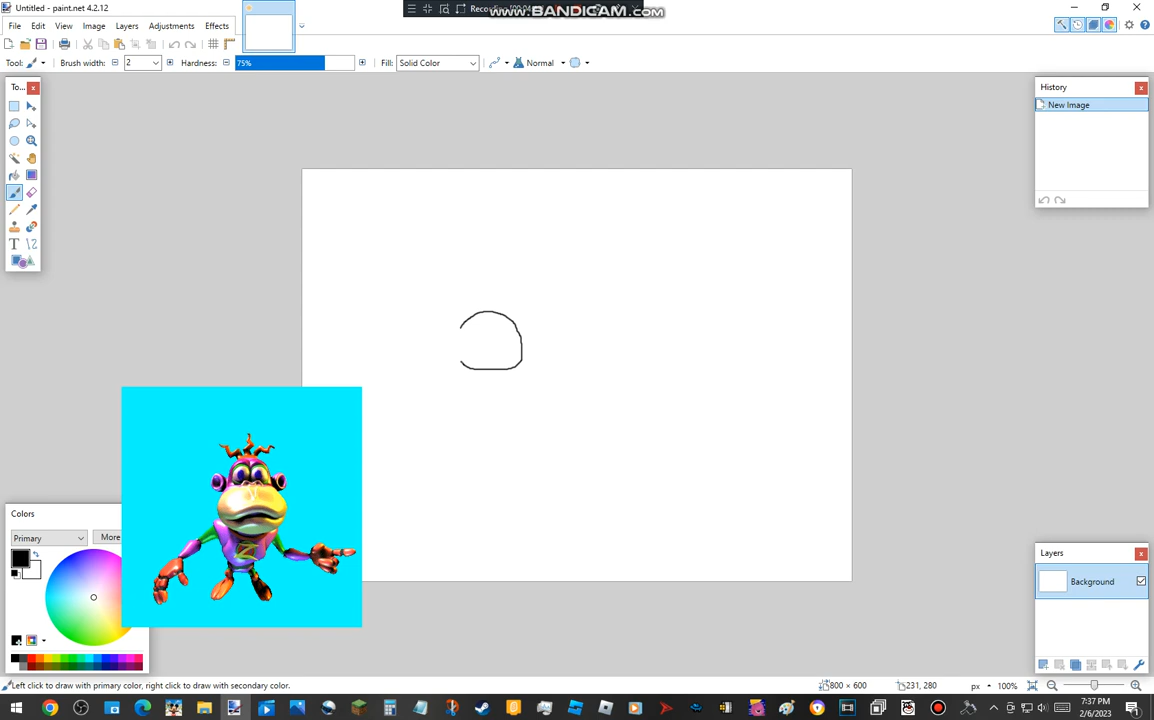 Untitled - paint.net 4.2.12
Recording
www.BANDICAM.com
File Edit View Image Layers Adjustments Effects
Tool: Brush width: 2 Hardness: 75% Fill: Solid Color Normal
To...
History
New Image
Colors
Primary
More
Z
Layers
Background
Left click to draw with primary color, right click to draw with secondary color.
800 × 600
231, 280
px
100%
7:37 PM
2/6/2023